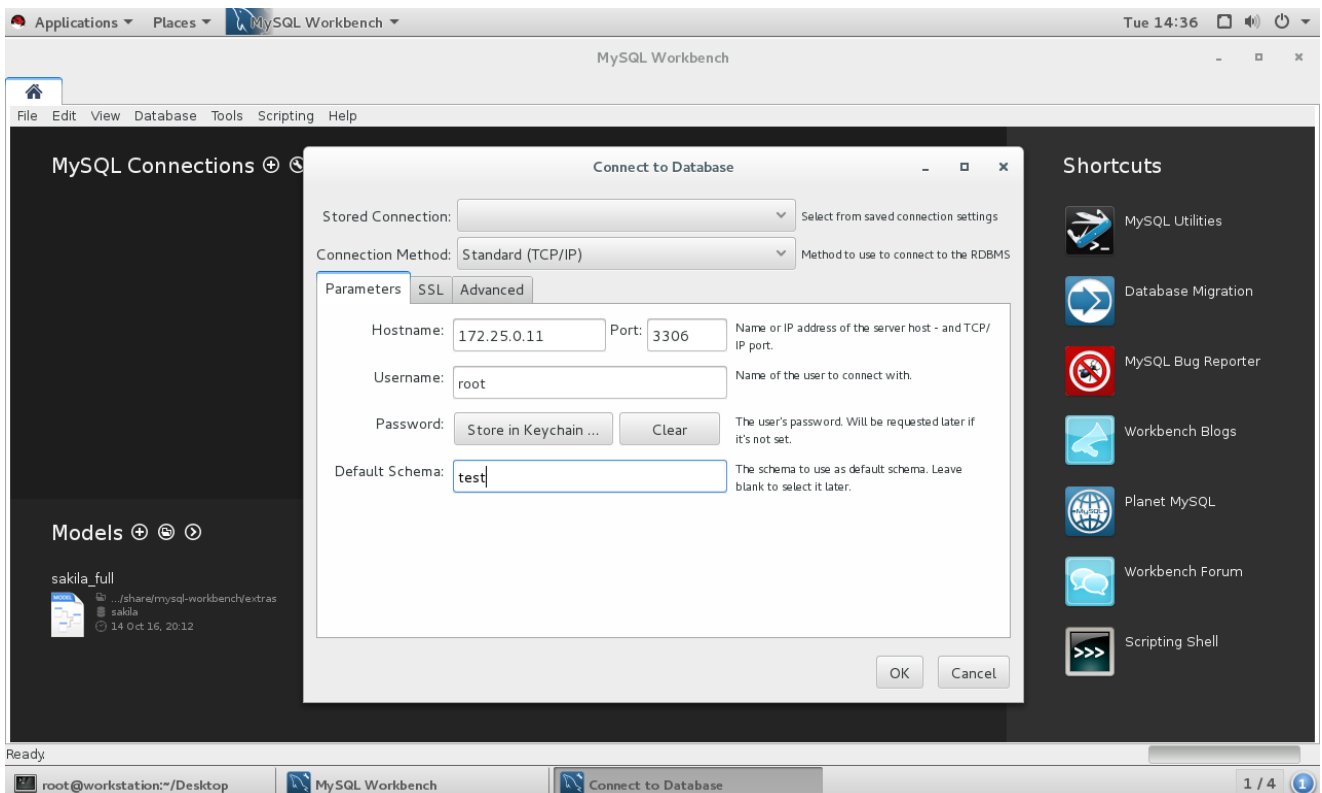 Applications Places MySQL Workbench Tue 14:36
MySQL Workbench
File Edit View Database Tools Scripting Help
MySQL Connections
Connect to Database
Stored Connection: Select from saved connection settings
Connection Method: Standard (TCP/IP) Method to use to connect to the RDBMS
Parameters SSL Advanced
Hostname: 172.25.0.11 Port: 3306 Name or IP address of the server host - and TCP/
IP port.
Username: root Name of the user to connect with.
Password: Store in Keychain ... Clear The user's password. Will be requested later if
it's not set.
Default Schema: test The schema to use as default schema. Leave
blank to select it later.
OK Cancel
Models
sakila_full
MODEL
.../share/mysql-workbench/extras
sakila
14 Oct 16, 20:12
Shortcuts
MySQL Utilities
Database Migration
MySQL Bug Reporter
Workbench Blogs
MySQL
Planet MySQL
Workbench Forum
>>>
Scripting Shell
Ready.
root@workstation:~/Desktop MySQL Workbench Connect to Database 1 / 4 1